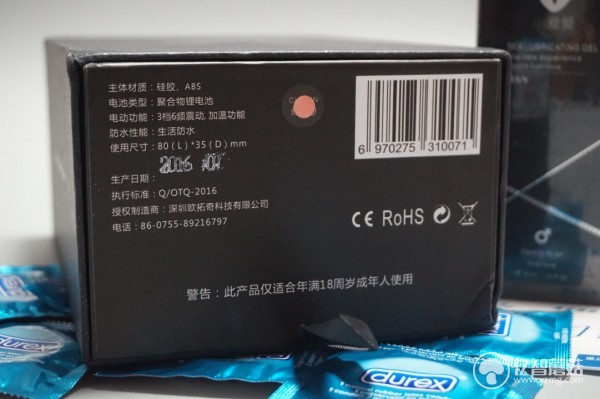 主体材质：硅胶、ABS
电池类型：聚合物锂电池
电动功能：3档6频震动, 加温功能
防水性能：生活防水
使用尺寸：80（L）*35（D）mm
生产日期：
执行标准：Q/OTQ-2016
授权制造商：深圳欧拓奇科技有限公司
电话：86-0755-89216797
6 970275 310071
CE RoHS
警告：此产品仅适合年满18周岁成年人使用
durex
durex
durex